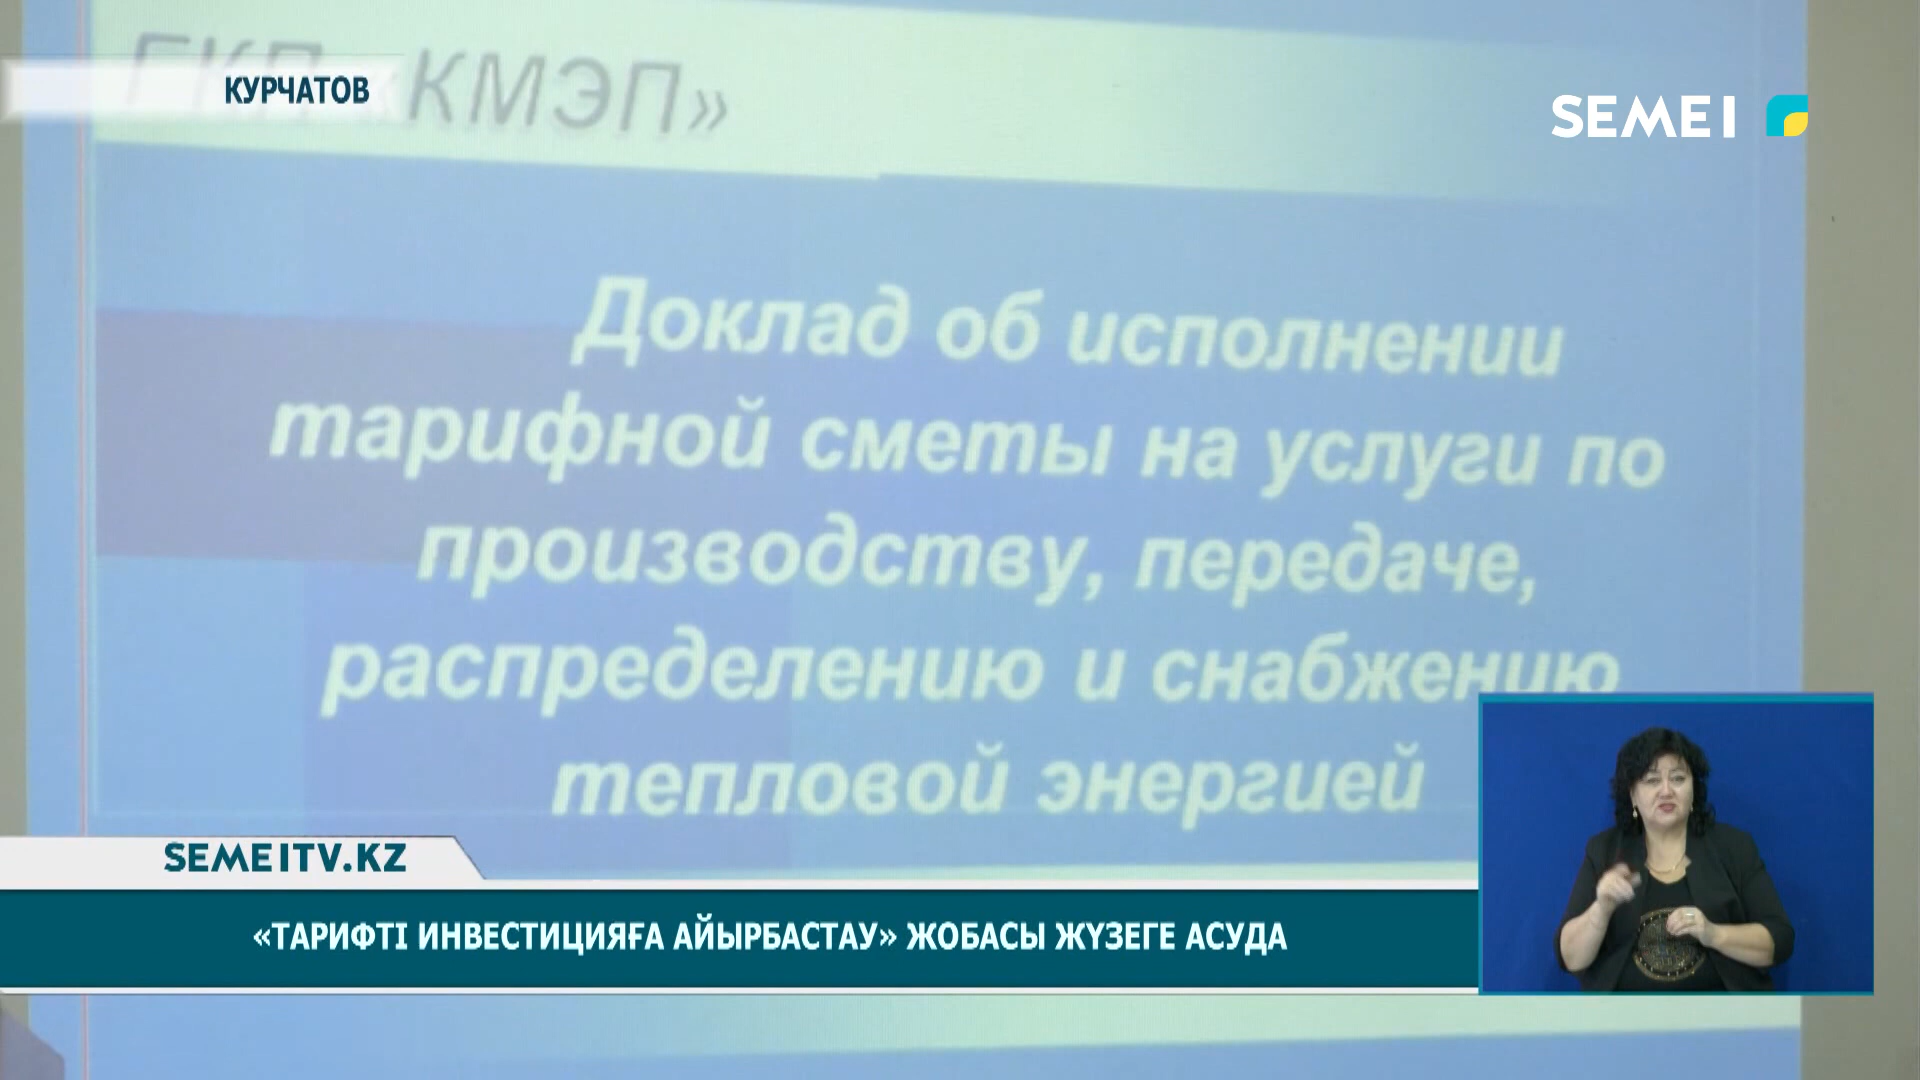 ГКП «КМЭП»
КУРЧАТОВ
SEMEI
Доклад об исполнении
тарифной сметы на услуги по
производству, передаче,
распределению и снабжению
тепловой энергией
SEMEITV.KZ
«ТАРИФТІ ИНВЕСТИЦИЯҒА АЙЫРБАСТАУ» ЖОБАСЫ ЖҮЗЕГЕ АСУДА